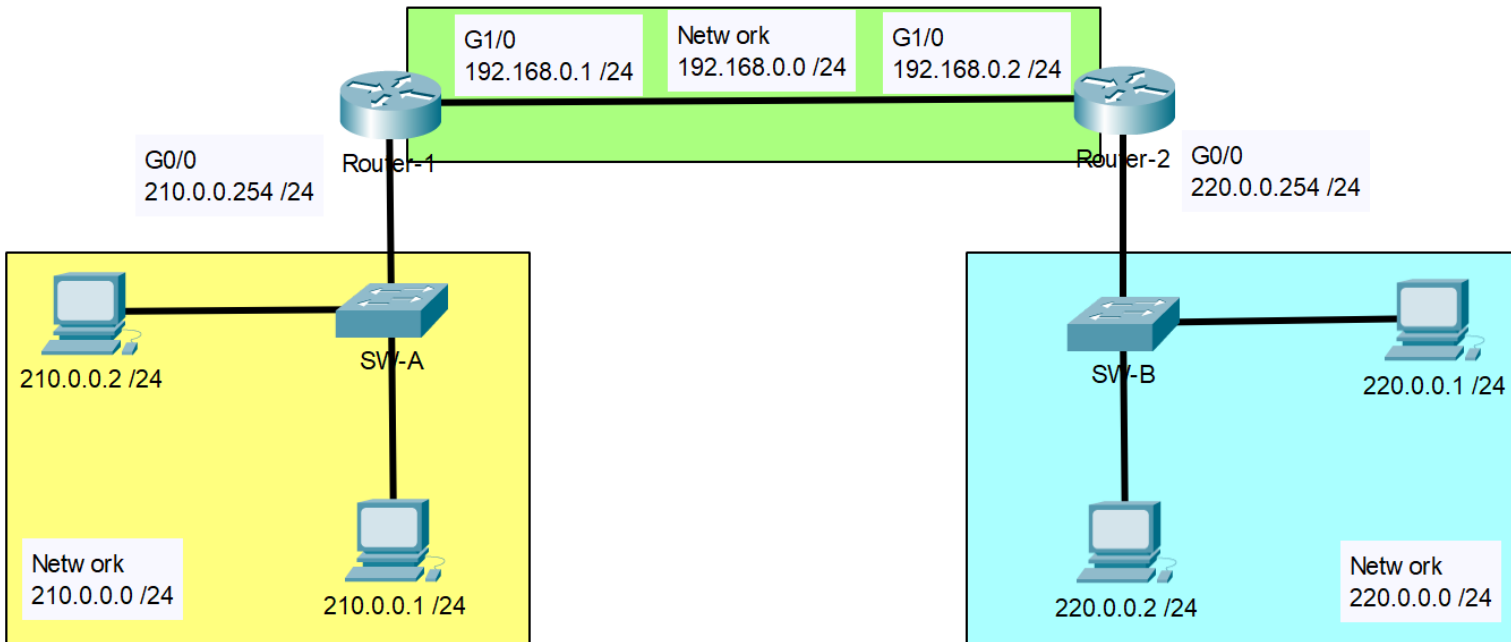 G1/0
192.168.0.1 /24
Netw ork
192.168.0.0 /24
G1/0
192.168.0.2 /24
Router-1
Router-2
G0/0
210.0.0.254 /24
G0/0
220.0.0.254 /24
210.0.0.2 /24
SW-A
SW-B
220.0.0.1 /24
Netw ork
210.0.0.0 /24
210.0.0.1 /24
220.0.0.2 /24
Netw ork
220.0.0.0 /24